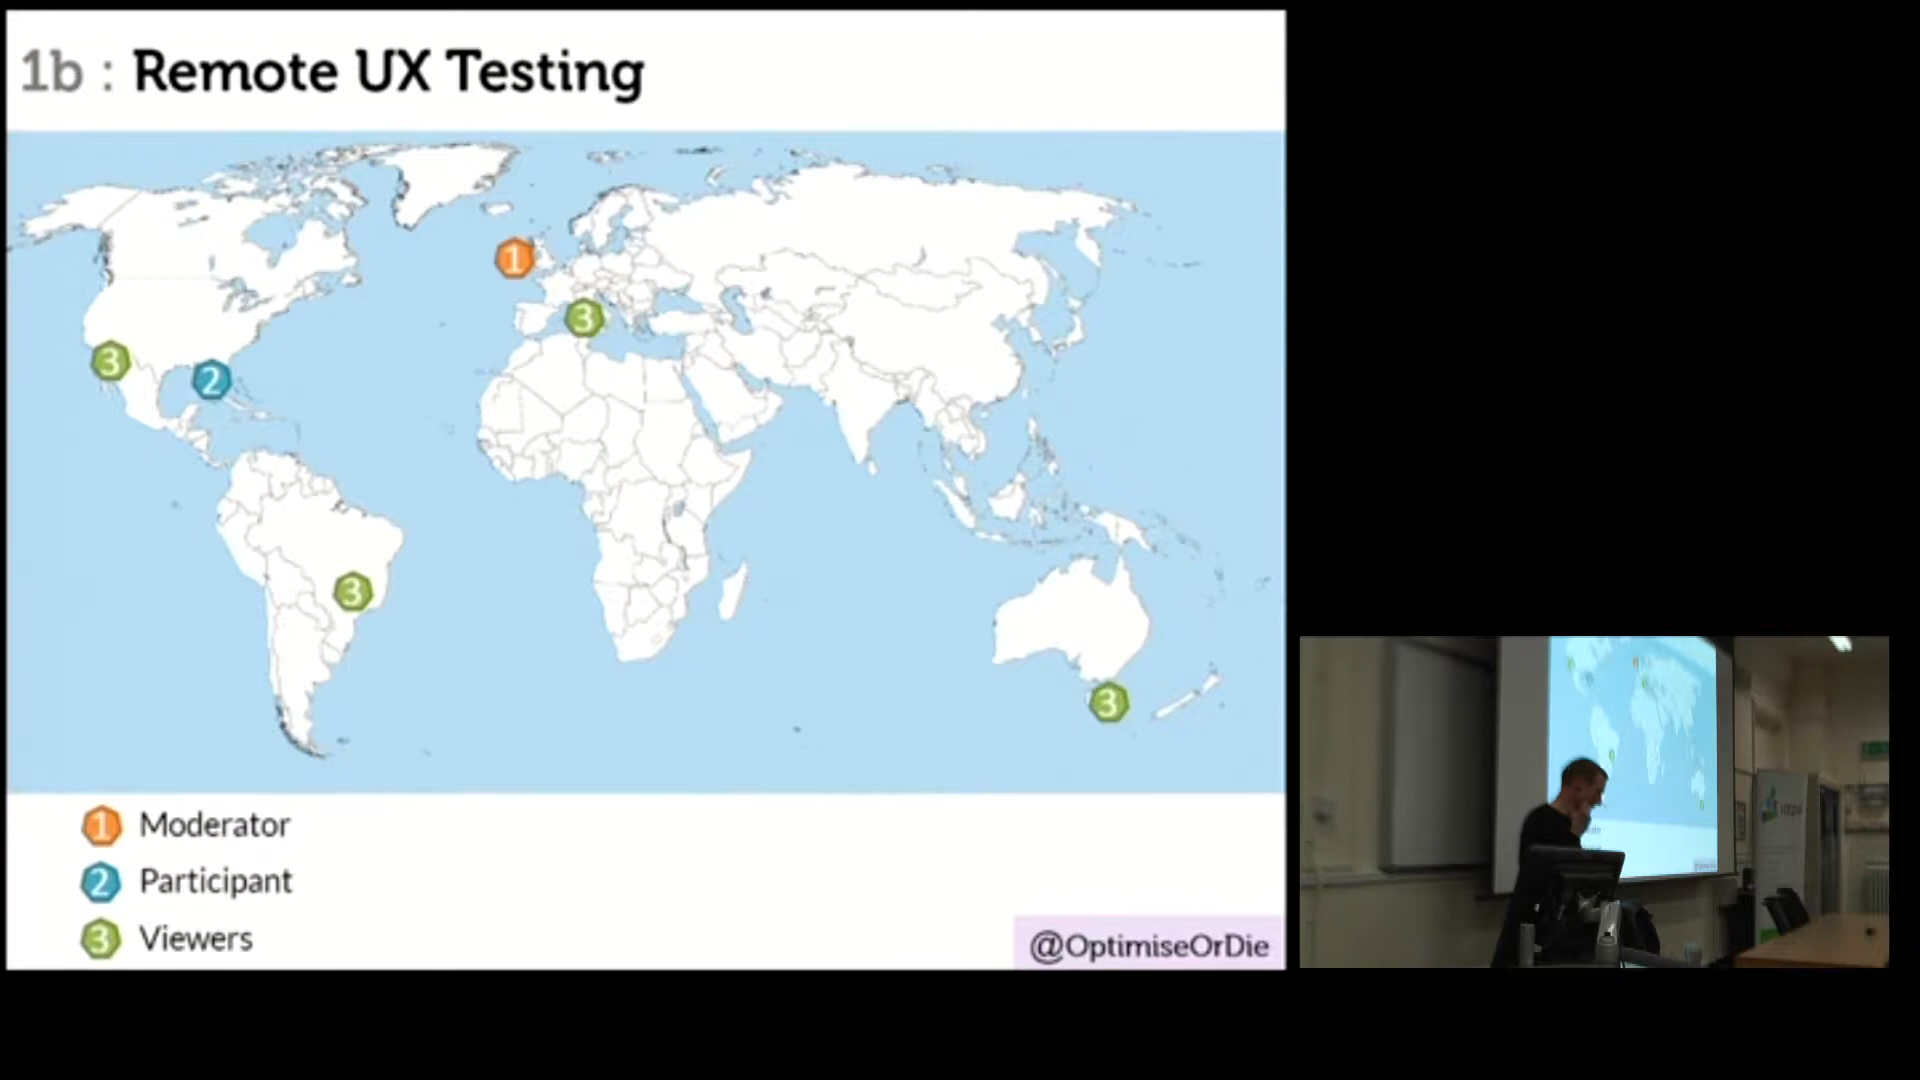 1b : Remote UX Testing
1
3
3
2
3
3
1 Moderator
2 Participant
3 Viewers
@OptimiseOrDie